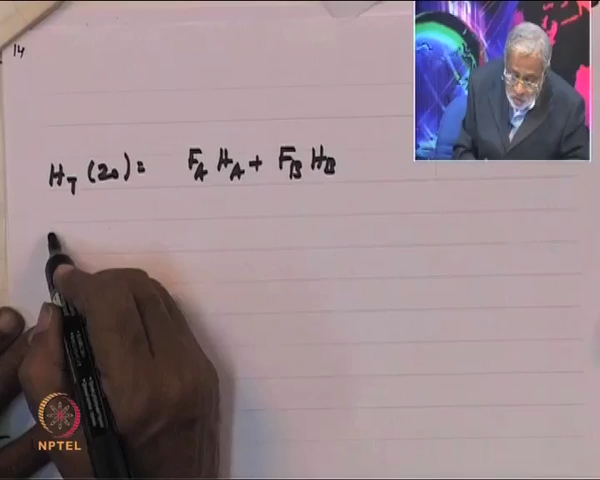 14
H_T (20) = F_A H_A + F_B H_B
NPTEL